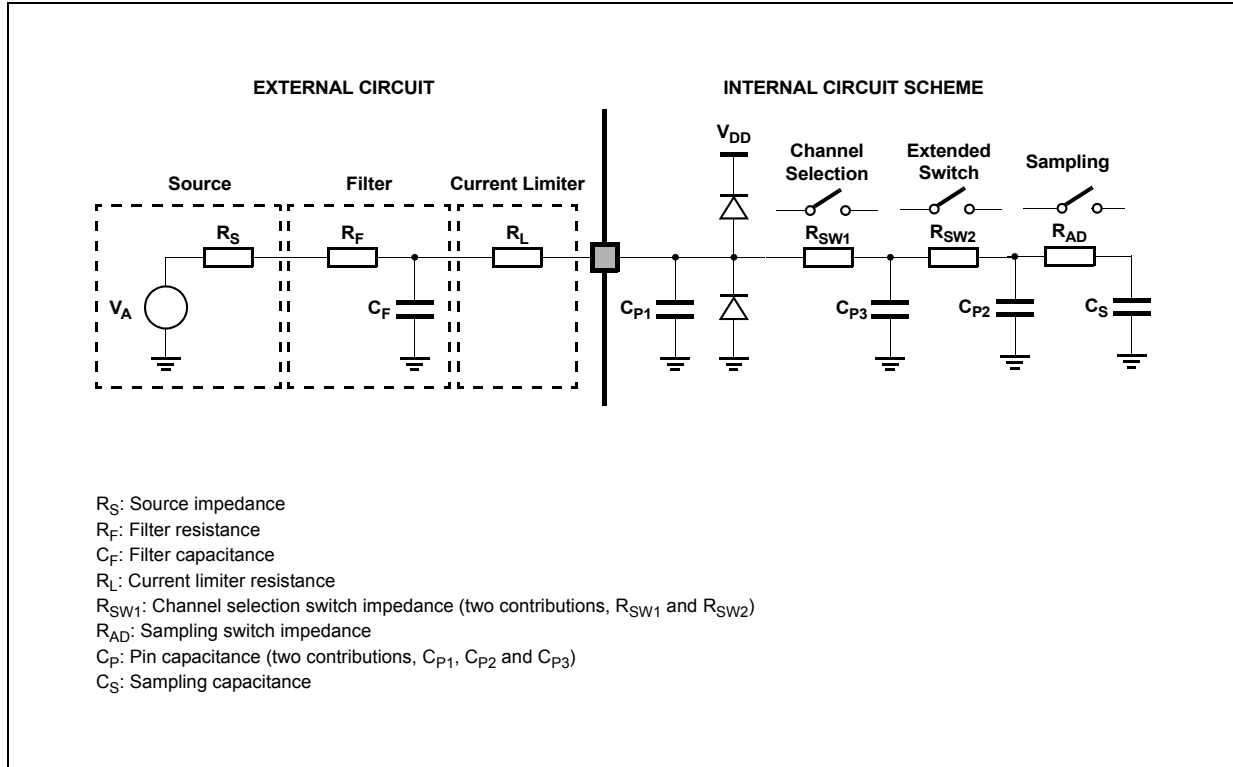 EXTERNAL CIRCUIT
INTERNAL CIRCUIT SCHEME
VDD
Channel
Selection
Extended
Switch
Sampling
Source
Filter
Current Limiter
RS
RF
RL
RSW1
RSW2
RAD
VA
CF
CP1
CP3
CP2
CS
RS: Source impedance
RF: Filter resistance
CF: Filter capacitance
RL: Current limiter resistance
RSW1: Channel selection switch impedance (two contributions, RSW1 and RSW2)
RAD: Sampling switch impedance
CP: Pin capacitance (two contributions, CP1, CP2 and CP3)
CS: Sampling capacitance